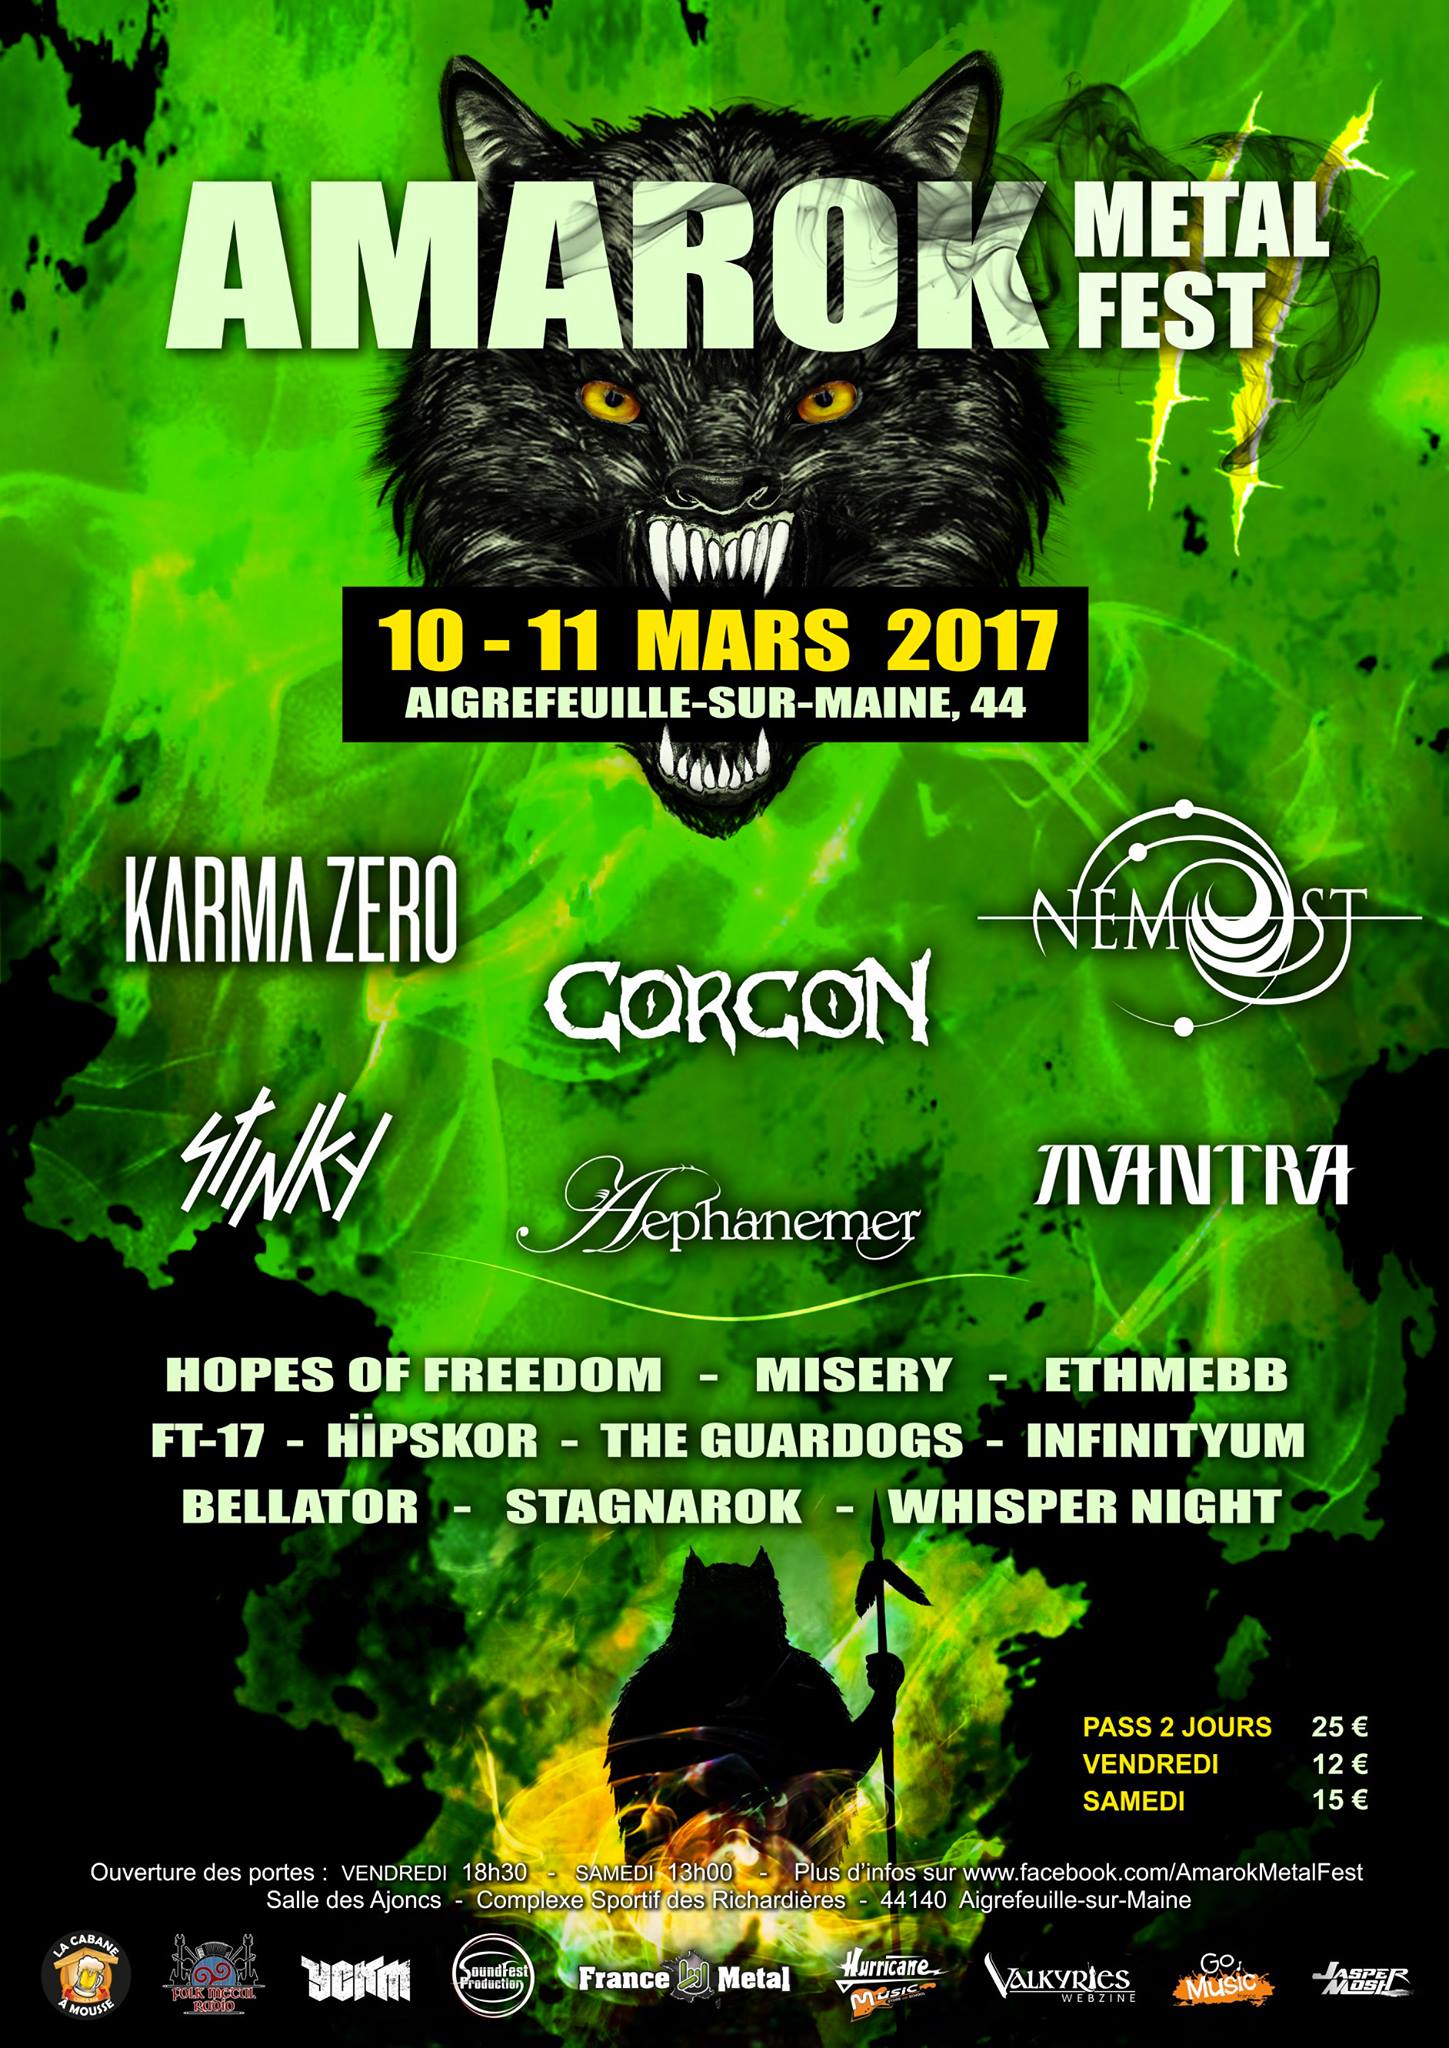 AMAROK METAL FEST
10 - 11 MARS 2017
AIGREFEUILLE-SUR-MAINE, 44
KARMA ZERO
NEMOST
GORGON
STINKY
Aephanemer
MANTRA
HOPES OF FREEDOM - MISERY - ETHMEBB
FT-17 - HÏPSKOR - THE GUARDOGS - INFINITYUM
BELLATOR - STAGNAROK - WHISPER NIGHT
PASS 2 JOURS 25 €
VENDREDI 12 €
SAMEDI 15 €
Ouverture des portes : VENDREDI 18h30 - SAMEDI 13h00 - Plus d'infos sur www.facebook.com/AmarokMetalFest
Salle des Ajoncs - Complexe Sportif des Richardières - 44140 Aigrefeuille-sur-Maine
LA CABANE À MOUSSE
FOLK METAL RADIO
YCKM
SoundFest Production
France Metal
Hurricane Music
VALKYRIES WEBZINE
GO MUSIC
JASPER MOSH